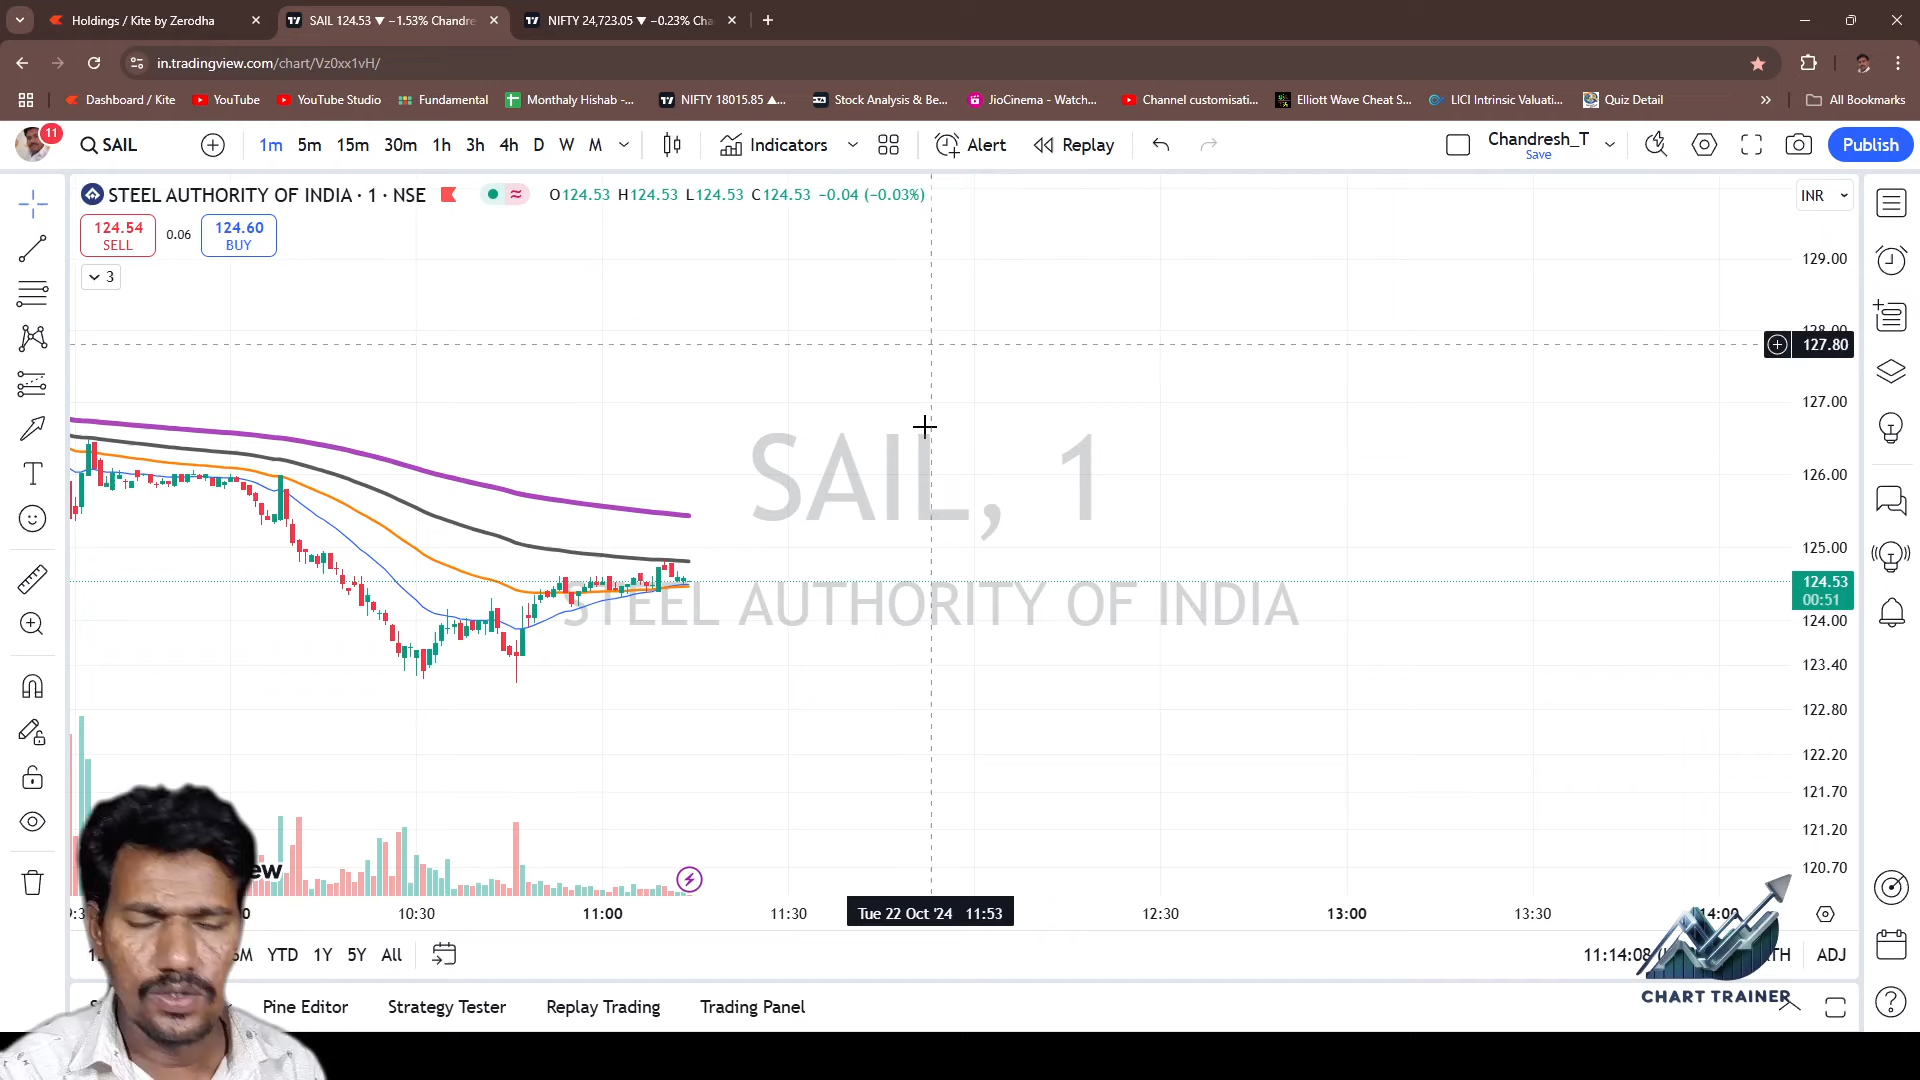 Holdings / Kite by Zerodha
SAIL 124.53 ▼ −1.53% Chandre
NIFTY 24,723.05 ▼ −0.23% Cha
in.tradingview.com/chart/Vz0xx1vH/
Dashboard / Kite
YouTube
YouTube Studio
Fundamental
Monthaly Hishab -...
NIFTY 18015.85 ▲...
Stock Analysis & Be...
JioCinema - Watch...
Channel customisati...
Elliott Wave Cheat S...
LICI Intrinsic Valuati...
Quiz Detail
All Bookmarks
11
SAIL
1m 5m 15m 30m 1h 3h 4h D W M
Indicators
Alert
Replay
Chandresh_T
Save
Publish
STEEL AUTHORITY OF INDIA · 1 · NSE
O124.53 H124.53 L124.53 C124.53 −0.04 (−0.03%)
INR
124.54
SELL
0.06
124.60
BUY
3
129.00
128.00
127.80
127.00
126.00
125.00
124.53
00:51
124.00
123.40
122.80
122.20
121.70
121.20
120.70
SAIL, 1
STEEL AUTHORITY OF INDIA
10:30
11:00
11:30
Tue 22 Oct '24 11:53
12:30
13:00
13:30
14:00
YTD 1Y 5Y All
11:14:08
ADJ
Pine Editor
Strategy Tester
Replay Trading
Trading Panel
CHART TRAINER